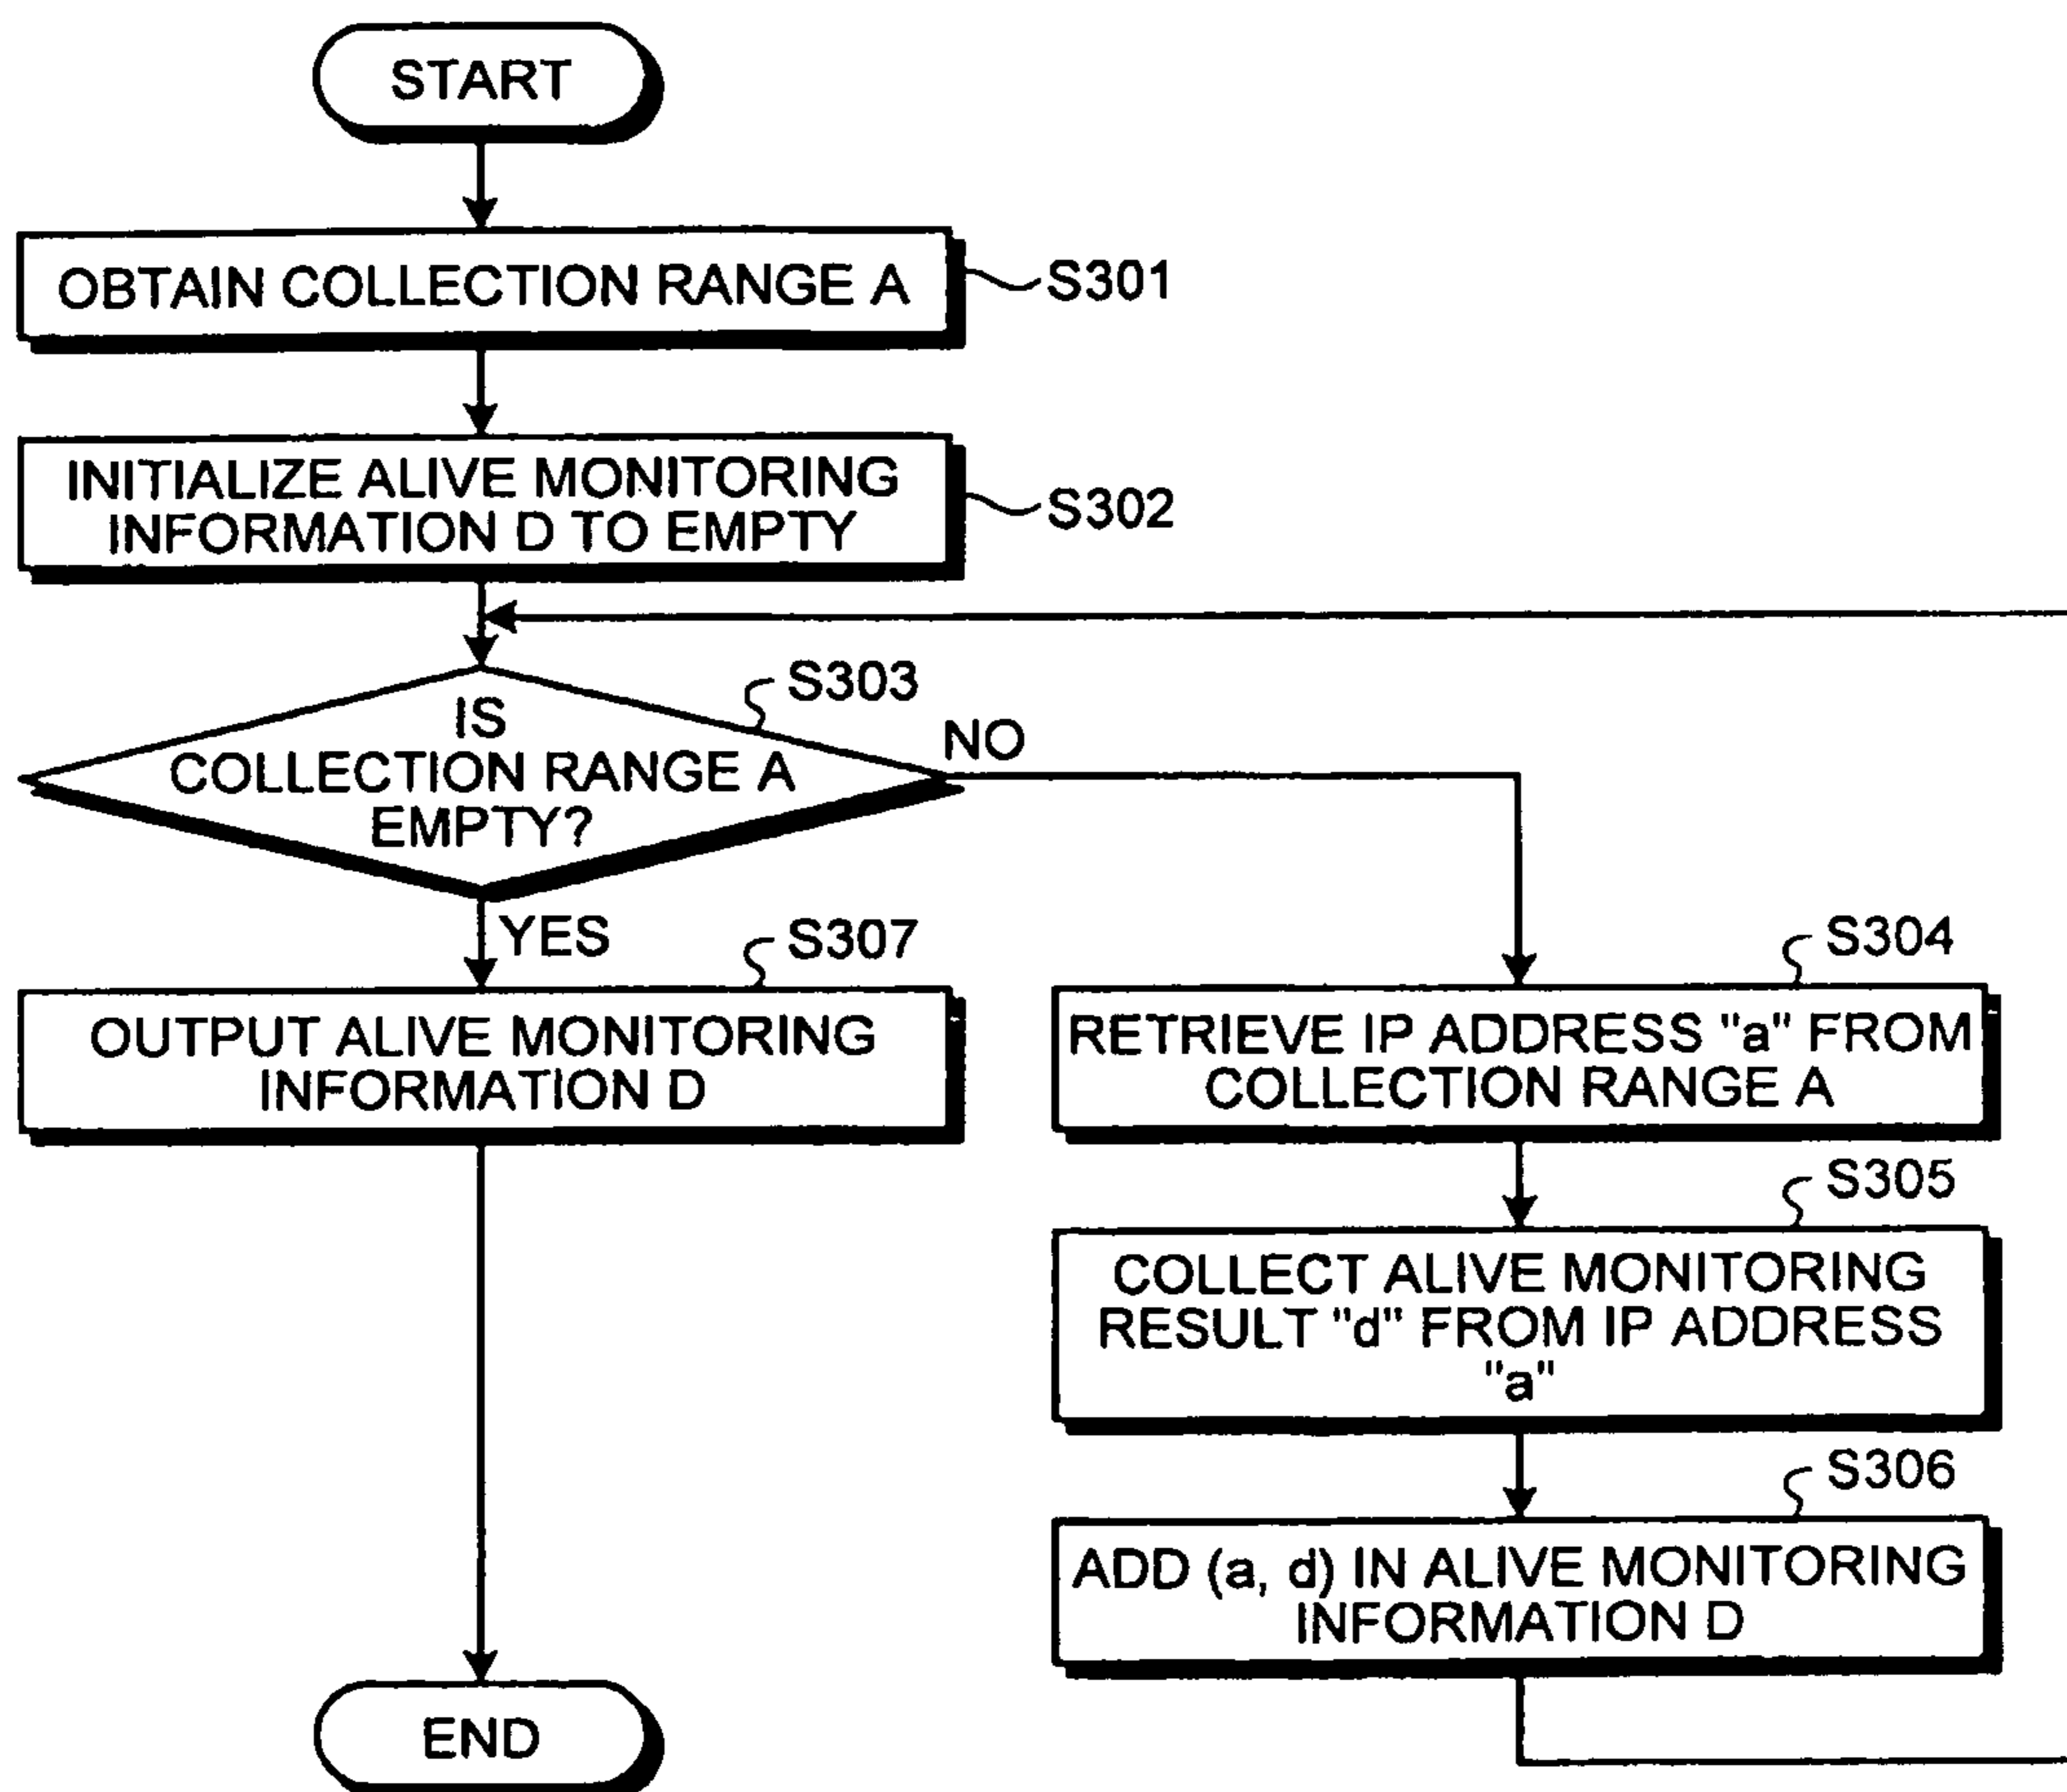 START
OBTAIN COLLECTION RANGE A
S301
INITIALIZE ALIVE MONITORING
INFORMATION D TO EMPTY
S302
S303
IS
COLLECTION RANGE A
EMPTY?
NO
YES
S307
OUTPUT ALIVE MONITORING
INFORMATION D
S304
RETRIEVE IP ADDRESS "a" FROM
COLLECTION RANGE A
S305
COLLECT ALIVE MONITORING
RESULT "d" FROM IP ADDRESS
"a"
S306
ADD (a, d) IN ALIVE MONITORING
INFORMATION D
END